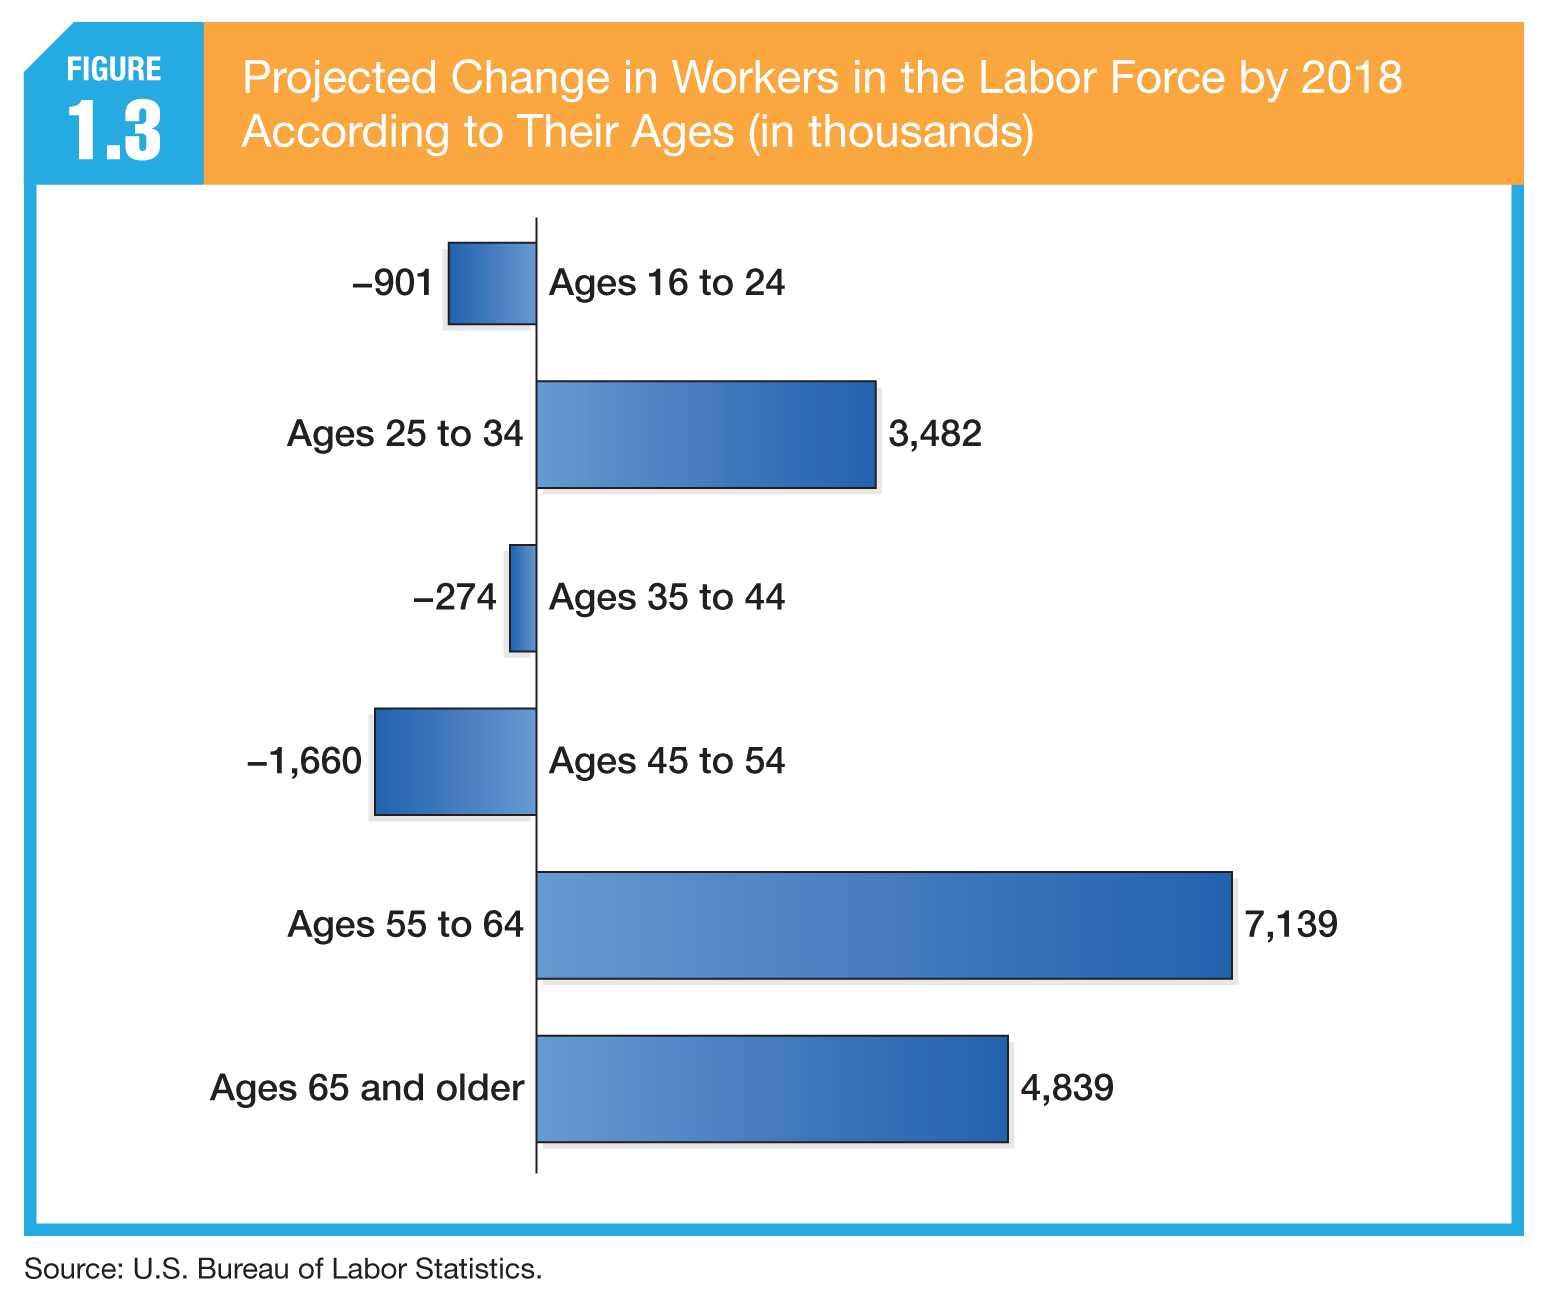 FIGURE
1.3
Projected Change in Workers in the Labor Force by 2018
According to Their Ages (in thousands)
–901 Ages 16 to 24
Ages 25 to 34 3,482
–274 Ages 35 to 44
–1,660 Ages 45 to 54
Ages 55 to 64 7,139
Ages 65 and older 4,839
Source: U.S. Bureau of Labor Statistics.